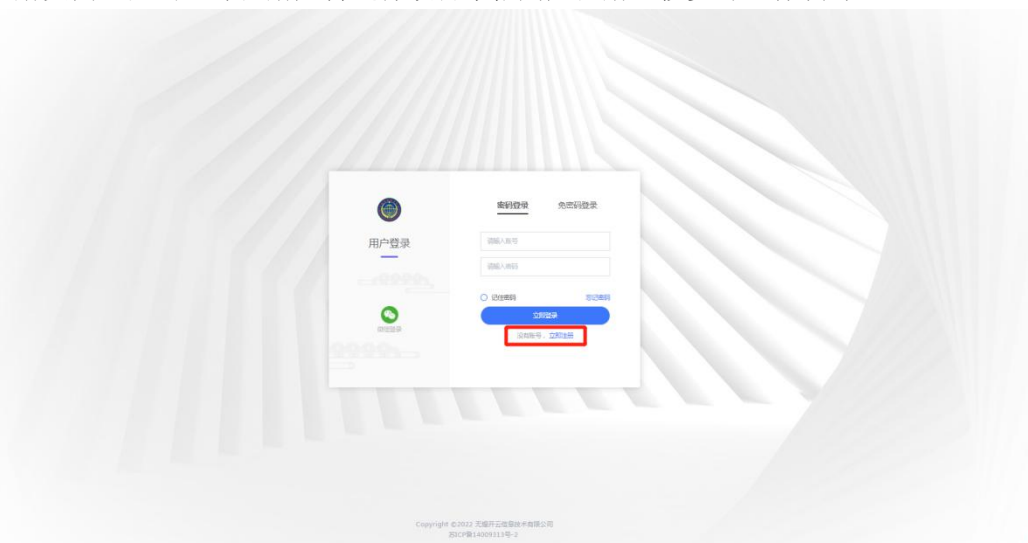 用户登录
微信登录
密码登录
免密码登录
请输入账号
请输入密码
记住密码
忘记密码
立即登录
没有账号，立即注册
Copyright ©2022 无锡开云信息技术有限公司
苏ICP备14009313号-2